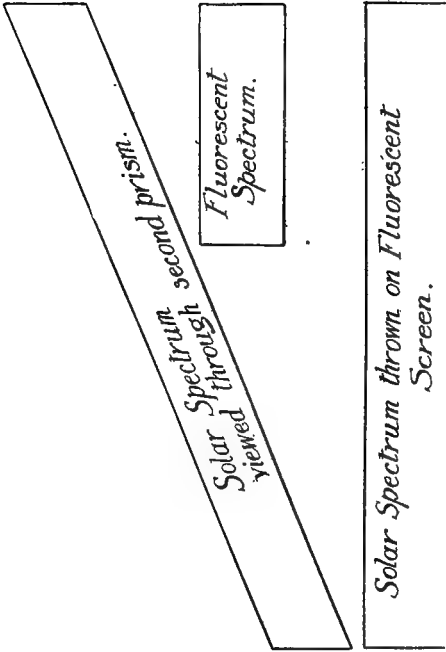 Solar Spectrum
viewed through second prism.
Fluorescent
Spectrum.
Solar Spectrum thrown on Fluorescent
Screen.